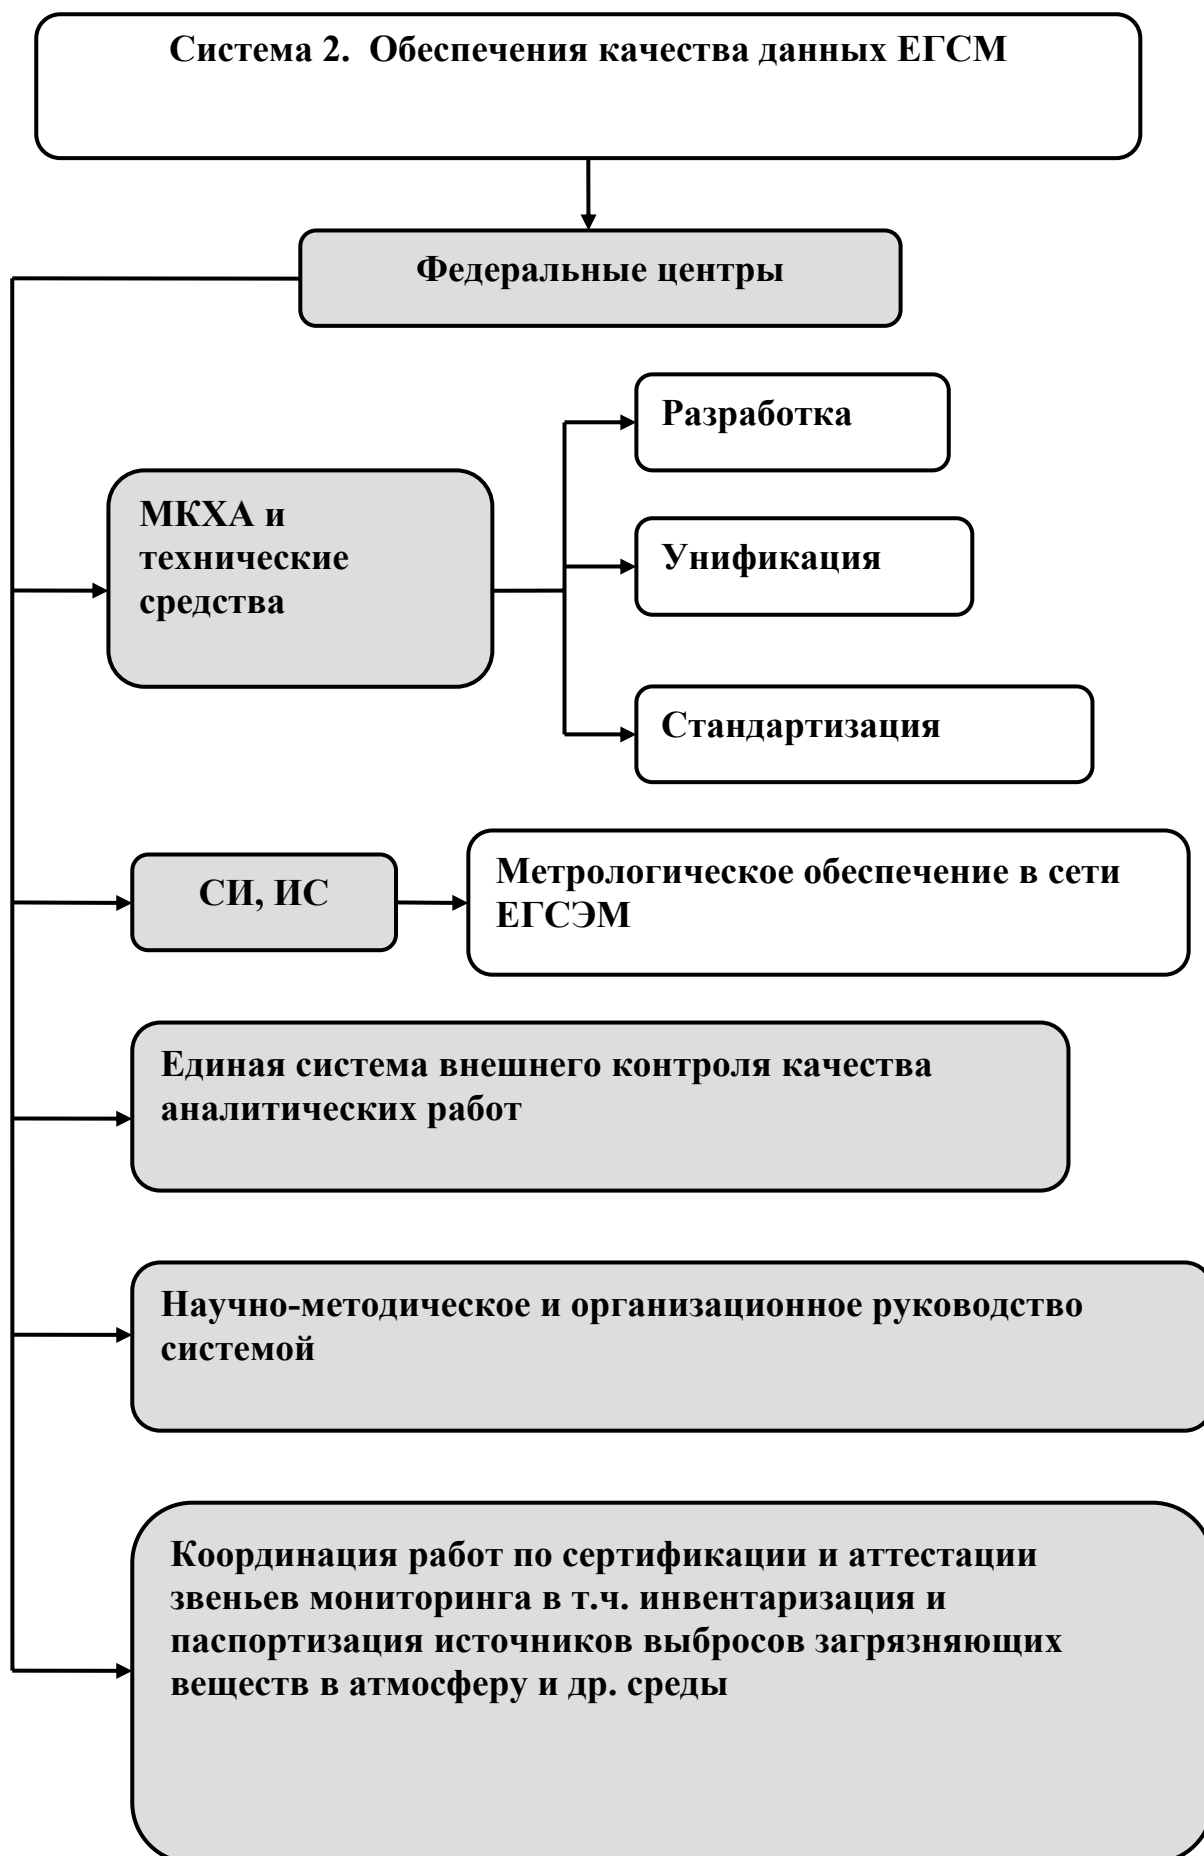 Система 2.  Обеспечения качества данных ЕГСМ
Федеральные центры
Разработка
МКХА и
технические
средства
Унификация
Стандартизация
СИ, ИС
Метрологическое обеспечение в сети
ЕГСЭМ
Единая система внешнего контроля качества
аналитических работ
Научно-методическое и организационное руководство
системой
Координация работ по сертификации и аттестации
звеньев мониторинга в т.ч. инвентаризация и
паспортизация источников выбросов загрязняющих
веществ в атмосферу и др. среды